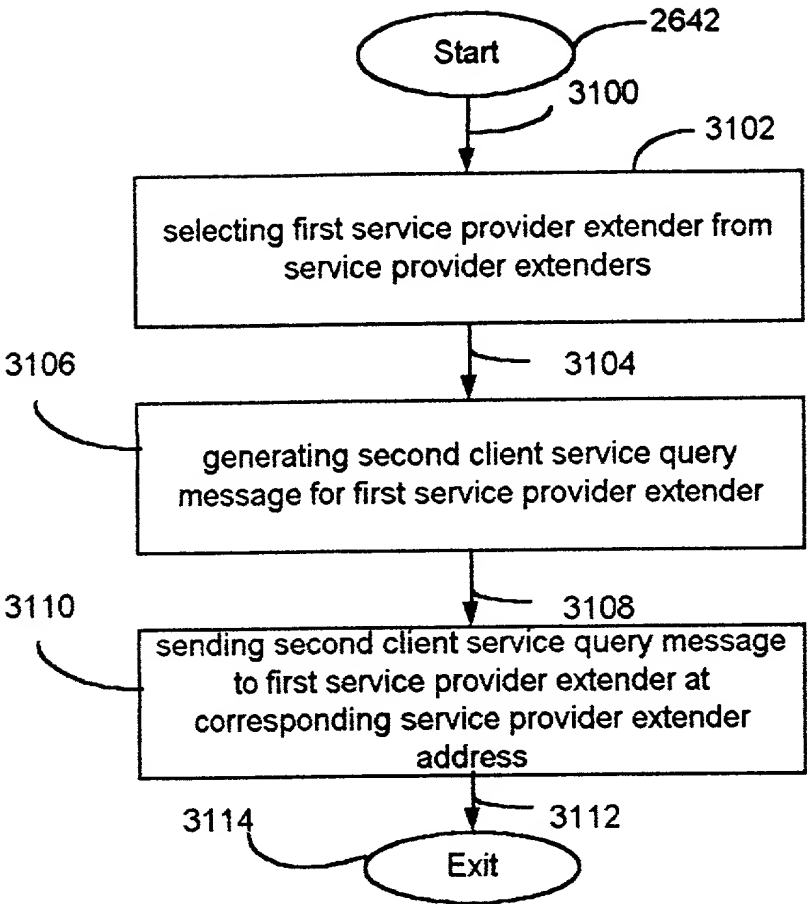 2642
Start
3100
3102
selecting first service provider extender from
service provider extenders
3104
3106
generating second client service query
message for first service provider extender
3108
3110
sending second client service query message
to first service provider extender at
corresponding service provider extender
address
3112
3114
Exit